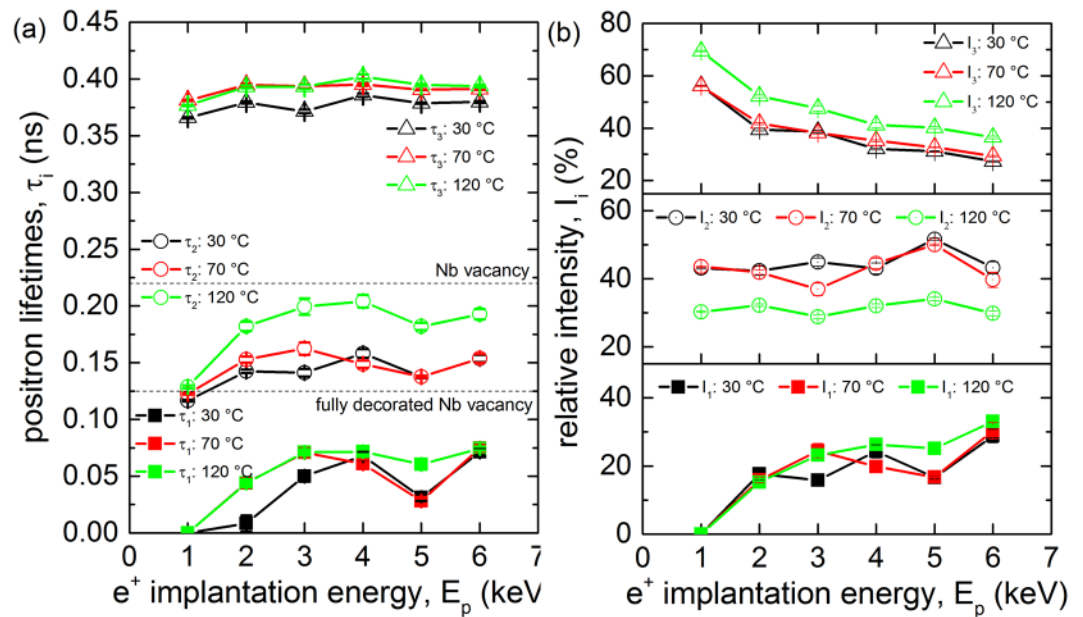 (a)
positron lifetimes, τi (ns)
0.45
0.40
0.35
0.30
0.25
0.20
0.15
0.10
0.05
0.00
τ3: 30 °C
τ3: 70 °C
τ3: 120 °C
τ2: 30 °C
τ2: 70 °C
τ2: 120 °C
Nb vacancy
fully decorated Nb vacancy
τ1: 30 °C
τ1: 70 °C
τ1: 120 °C
0 1 2 3 4 5 6 7
e+ implantation energy, Ep (keV
(b)
relative intensity, Ii (%)
80
60
40
20
I3: 30 °C
I3: 70 °C
I3: 120 °C
60
40
20
I2: 30 °C I2: 70 °C I2: 120 °C
40
20
0
I1: 30 °C I1: 70 °C I1: 120 °C
0 1 2 3 4 5 6 7
e+ implantation energy, Ep (keV)